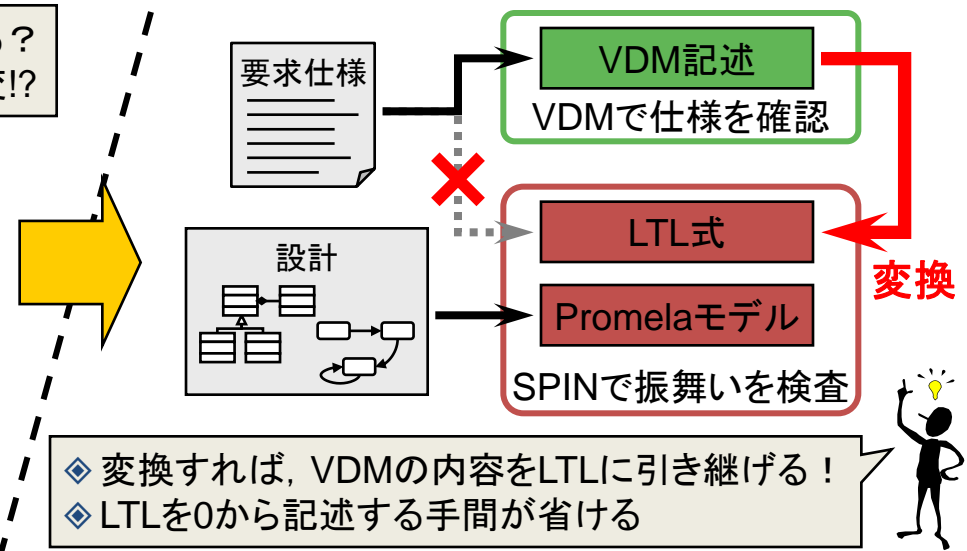 ？
!?
要求仕様
VDM記述
VDMで仕様を確認
LTL式
変換
設計
Promelaモデル
SPINで振舞いを検査
変換すれば，VDMの内容をLTLに引き継げる！
LTLを0から記述する手間が省ける